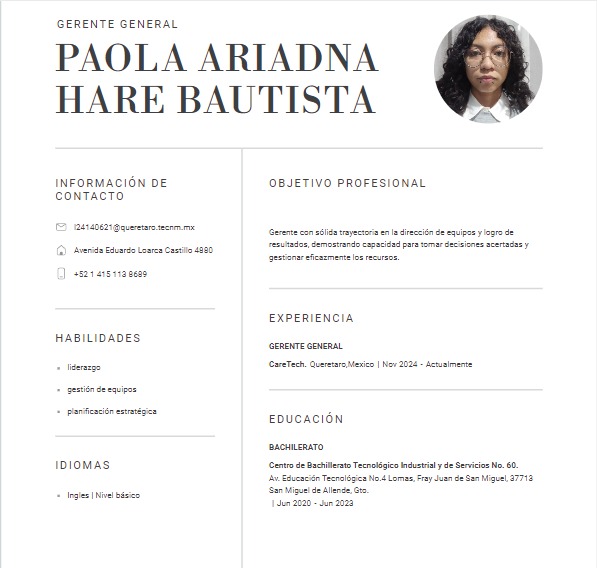 GERENTE GENERAL
PAOLA ARIADNA
HARE BAUTISTA
INFORMACIÓN DE
CONTACTO
l24140621@queretaro.tecnm.mx
Avenida Eduardo Loarca Castillo 4880
+52 1 415 113 8689
HABILIDADES
liderazgo
gestión de equipos
planificación estratégica
IDIOMAS
Ingles | Nivel básico
OBJETIVO PROFESIONAL
Gerente con sólida trayectoria en la dirección de equipos y logro de
resultados, demostrando capacidad para tomar decisiones acertadas y
gestionar eficazmente los recursos.
EXPERIENCIA
GERENTE GENERAL
CareTech. Queretaro,Mexico | Nov 2024 - Actualmente
EDUCACIÓN
BACHILERATO
Centro de Bachillerato Tecnológico Industrial y de Servicios No. 60.
Av. Educación Tecnológica No.4 Lomas, Fray Juan de San Miguel, 37713
San Miguel de Allende, Gto.
| Jun 2020 - Jun 2023